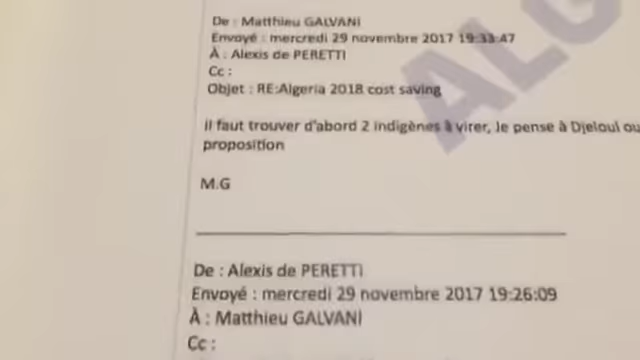 De : Matthieu GALVANI
Envoyé : mercredi 29 novembre 2017 19:33:47
À : Alexis de PERETTI
Cc :
Objet : RE:Algeria 2018 cost saving
il faut trouver d'abord 2 indigènes à virer, je pense à Djeloul ou
proposition
M.G
De : Alexis de PERETTI
Envoyé : mercredi 29 novembre 2017 19:26:09
À : Matthieu GALVANI
Cc :
ALG